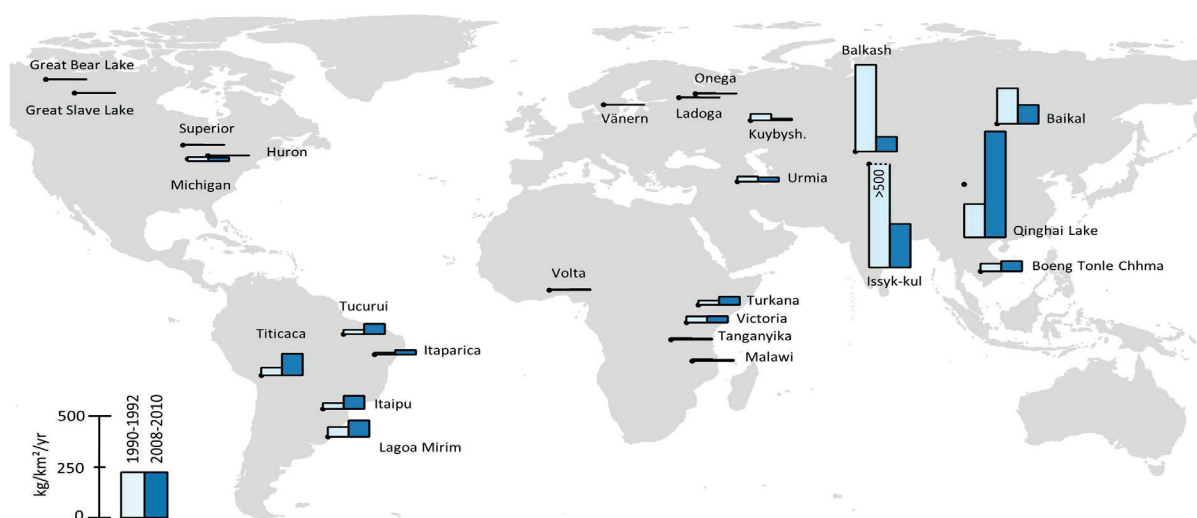 Balkash
Great Bear Lake
Onega
Great Slave Lake
Vänern
Ladoga
Baikal
Superior
Kuybysh.
Huron
Michigan
Urmia
>500
Qinghai Lake
Boeng Tonle Chhma
Volta
Issyk-kul
Tucurui
Turkana
Titicaca
Victoria
Itaparica
Tanganyika
Malawi
Itaipu
Lagoa Mirim
kg/km²/yr
500
250
0
1990-1992
2008-2010